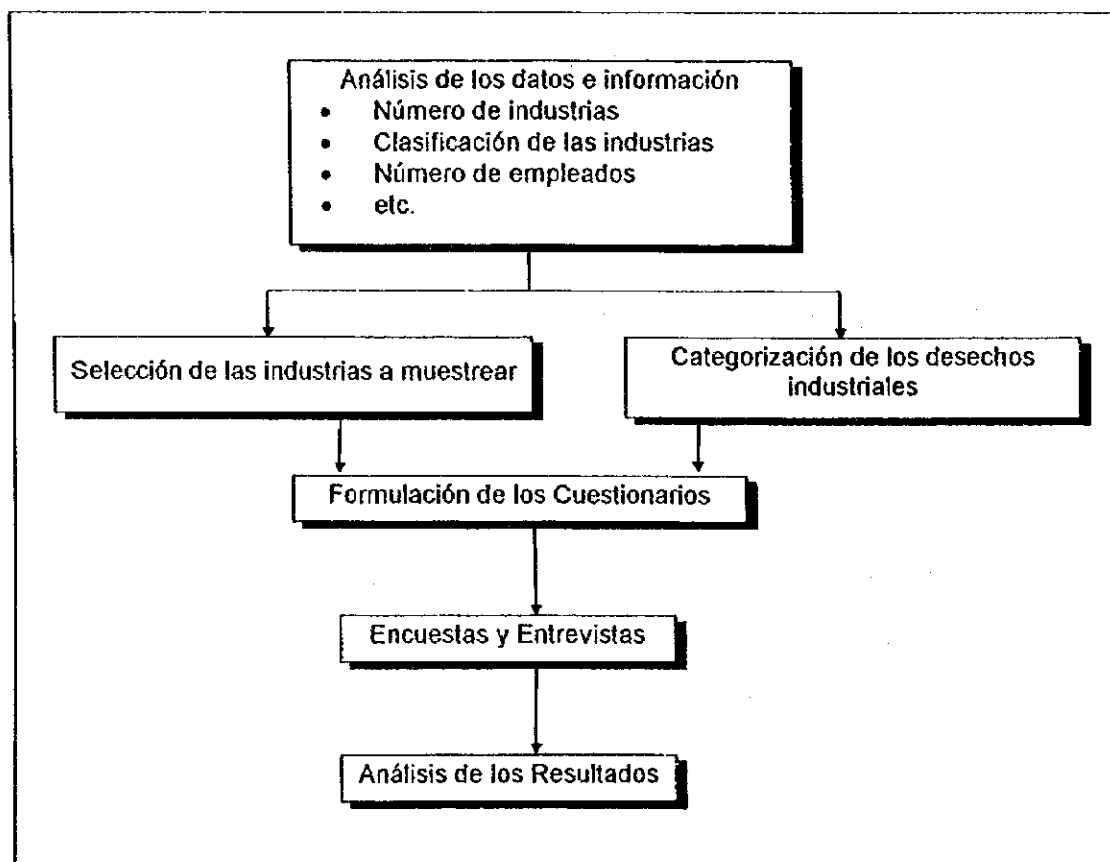 Análisis de los datos e información
• Número de industrias
• Clasificación de las industrias
• Número de empleados
• etc.
Selección de las industrias a muestrear
Categorización de los desechos
industriales
Formulación de los Cuestionarios
Encuestas y Entrevistas
Análisis de los Resultados